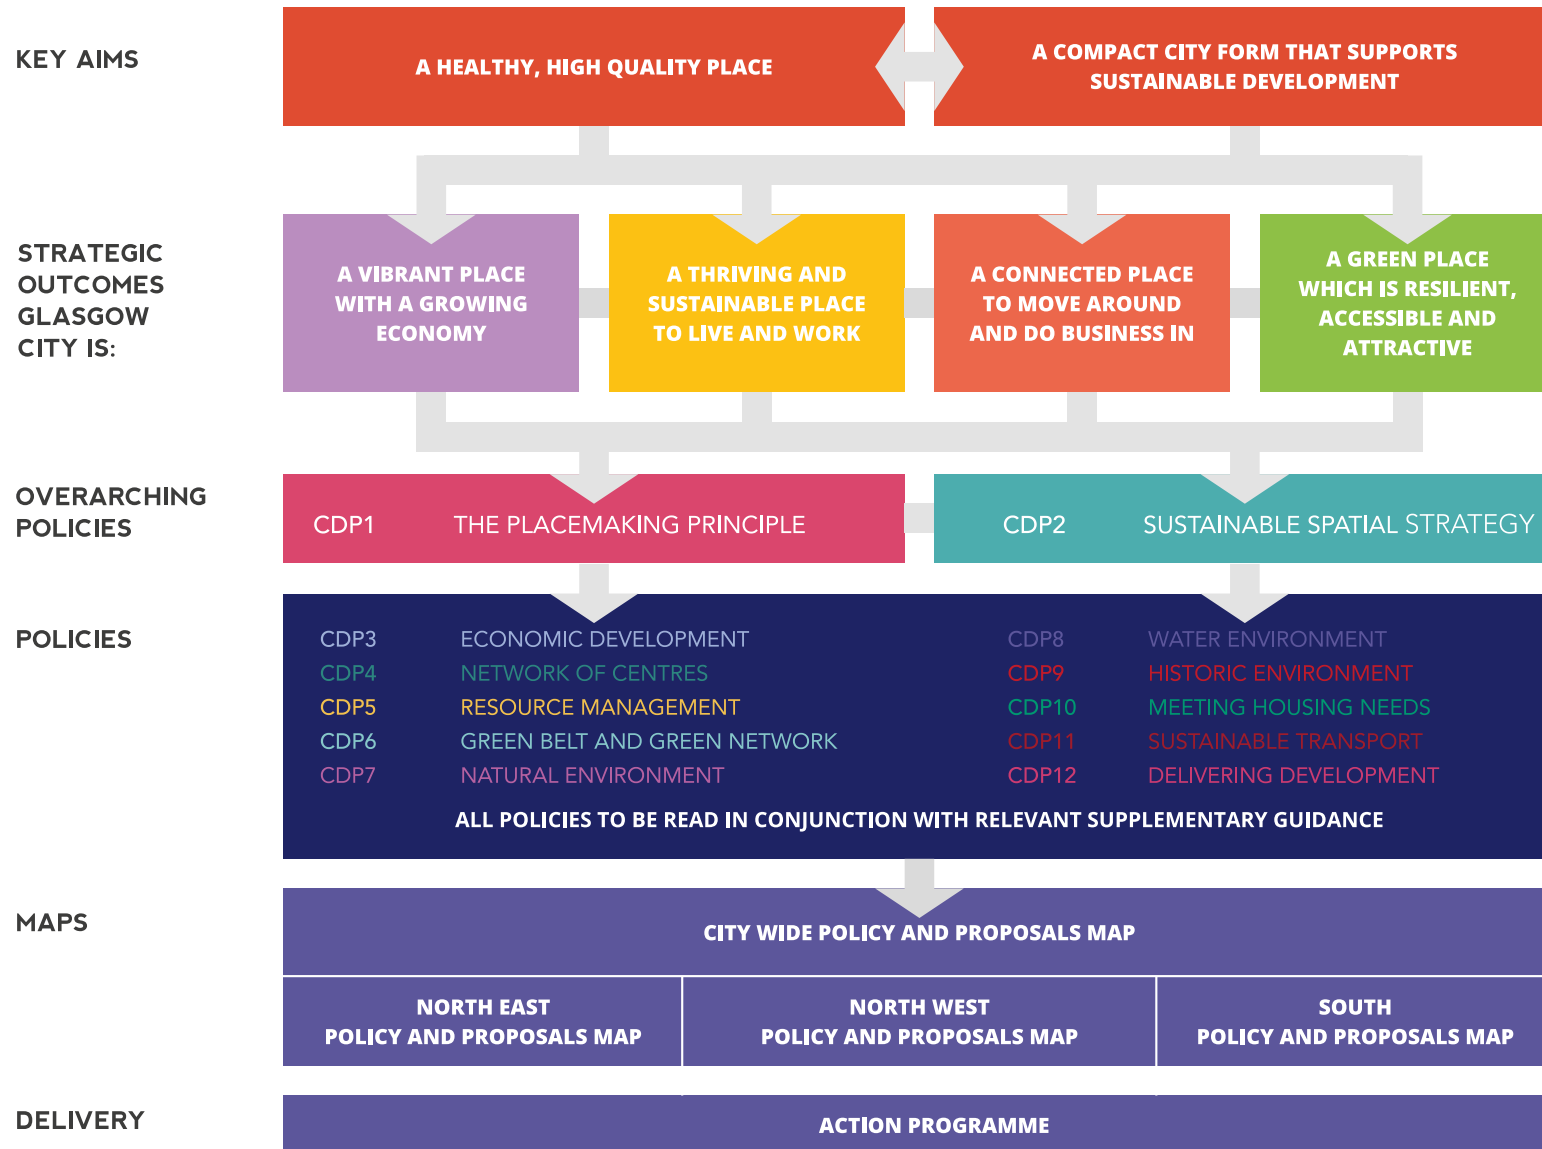 KEY AIMS
A HEALTHY, HIGH QUALITY PLACE
A COMPACT CITY FORM THAT SUPPORTS
SUSTAINABLE DEVELOPMENT
STRATEGIC
OUTCOMES
GLASGOW
CITY IS:
A VIBRANT PLACE
WITH A GROWING
ECONOMY
A THRIVING AND
SUSTAINABLE PLACE
TO LIVE AND WORK
A CONNECTED PLACE
TO MOVE AROUND
AND DO BUSINESS IN
A GREEN PLACE
WHICH IS RESILIENT,
ACCESSIBLE AND
ATTRACTIVE
OVERARCHING
POLICIES
CDP1 THE PLACEMAKING PRINCIPLE
CDP2 SUSTAINABLE SPATIAL STRATEGY
POLICIES
CDP3 ECONOMIC DEVELOPMENT
CDP4 NETWORK OF CENTRES
CDP5 RESOURCE MANAGEMENT
CDP6 GREEN BELT AND GREEN NETWORK
CDP7 NATURAL ENVIRONMENT
CDP8 WATER ENVIRONMENT
CDP9 HISTORIC ENVIRONMENT
CDP10 MEETING HOUSING NEEDS
CDP11 SUSTAINABLE TRANSPORT
CDP12 DELIVERING DEVELOPMENT
ALL POLICIES TO BE READ IN CONJUNCTION WITH RELEVANT SUPPLEMENTARY GUIDANCE
MAPS
CITY WIDE POLICY AND PROPOSALS MAP
NORTH EAST
POLICY AND PROPOSALS MAP
NORTH WEST
POLICY AND PROPOSALS MAP
SOUTH
POLICY AND PROPOSALS MAP
DELIVERY
ACTION PROGRAMME